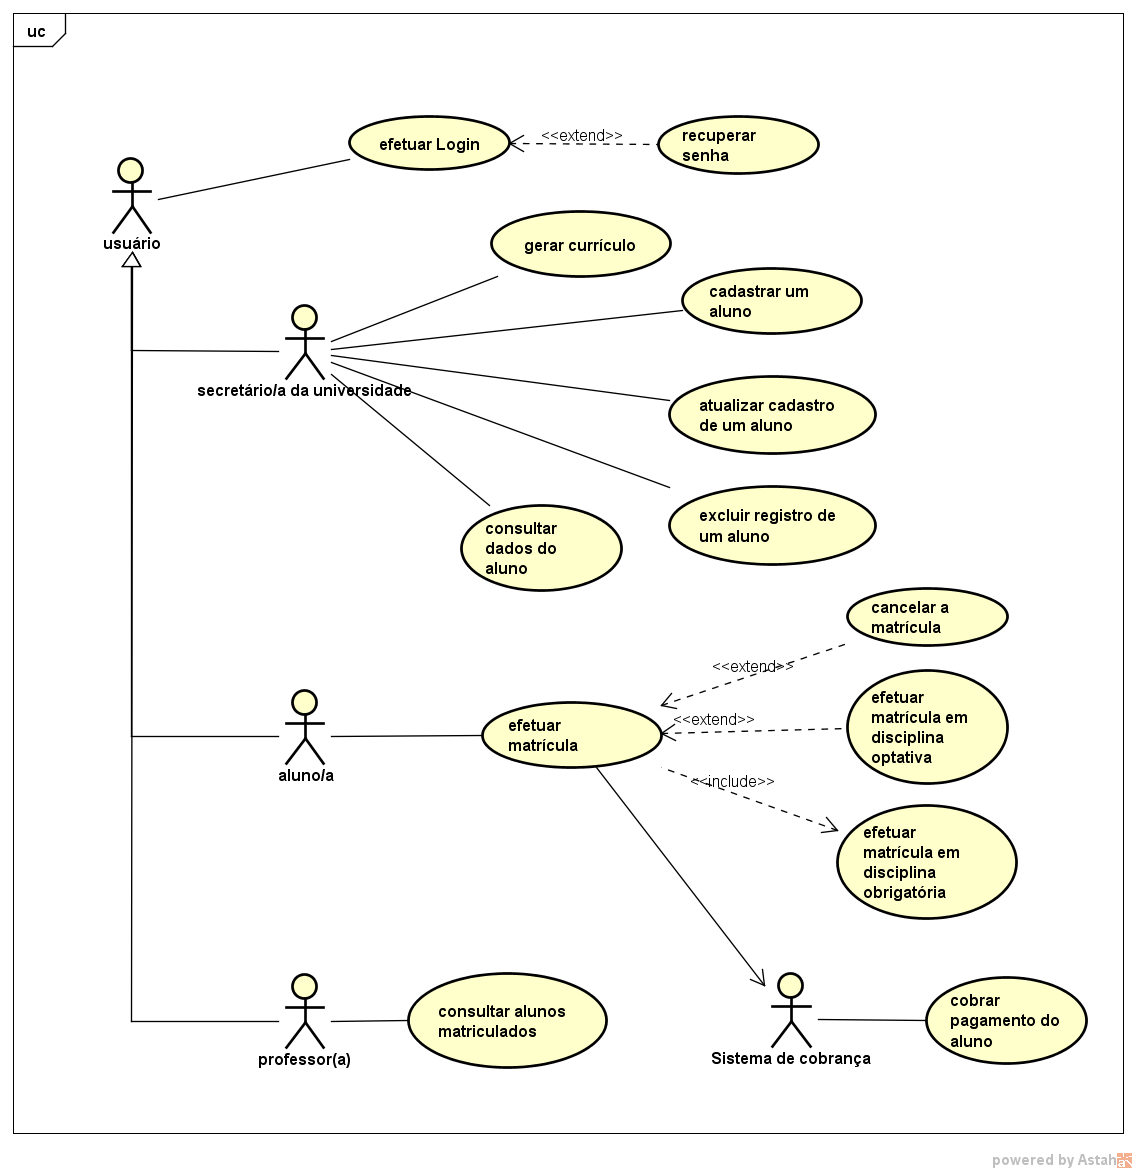 uc
efetuar Login
<<extend>>
recuperar
senha
usuário
gerar currículo
cadastrar um
aluno
secretário/a da universidade
atualizar cadastro
de um aluno
excluir registro de
um aluno
consultar
dados do
aluno
cancelar a
matrícula
<<extend>>
efetuar
matrícula em
disciplina
optativa
<<extend>>
efetuar
matrícula
aluno/a
<<include>>
efetuar
matrícula em
disciplina
obrigatória
consultar alunos
matriculados
professor(a)
Sistema de cobrança
cobrar
pagamento do
aluno
powered by Astah